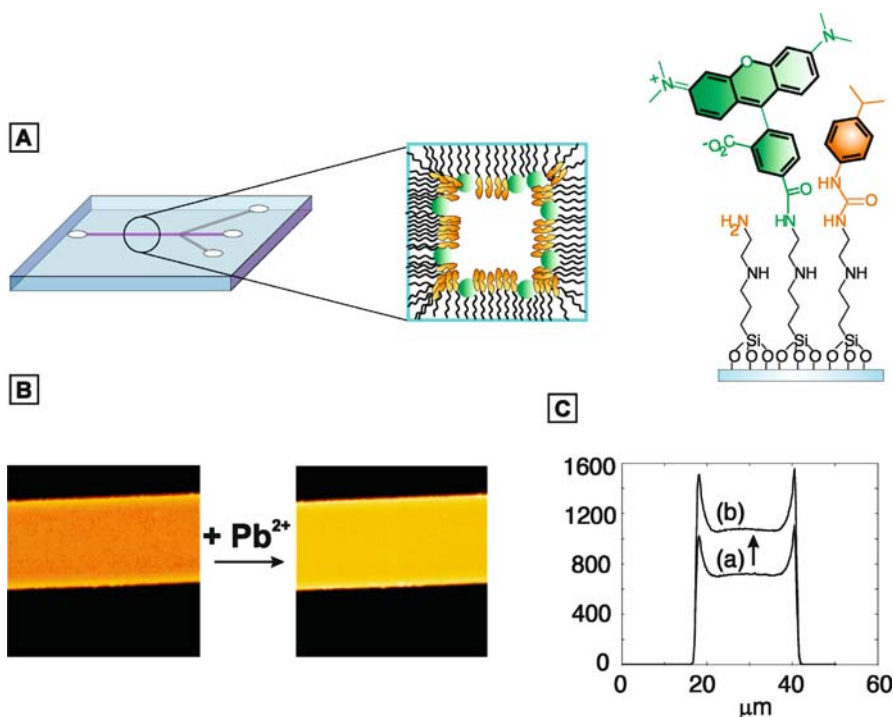 A
N
+
N
O
-O2C
O
HN
HN
O
H2N
HN
NH
NH
NH
Si
Si
Si
O O O O O O O O O
B
+ Pb2+
C
1600
1200
800
400
0
(b)
(a)
0 20 40 60
μm